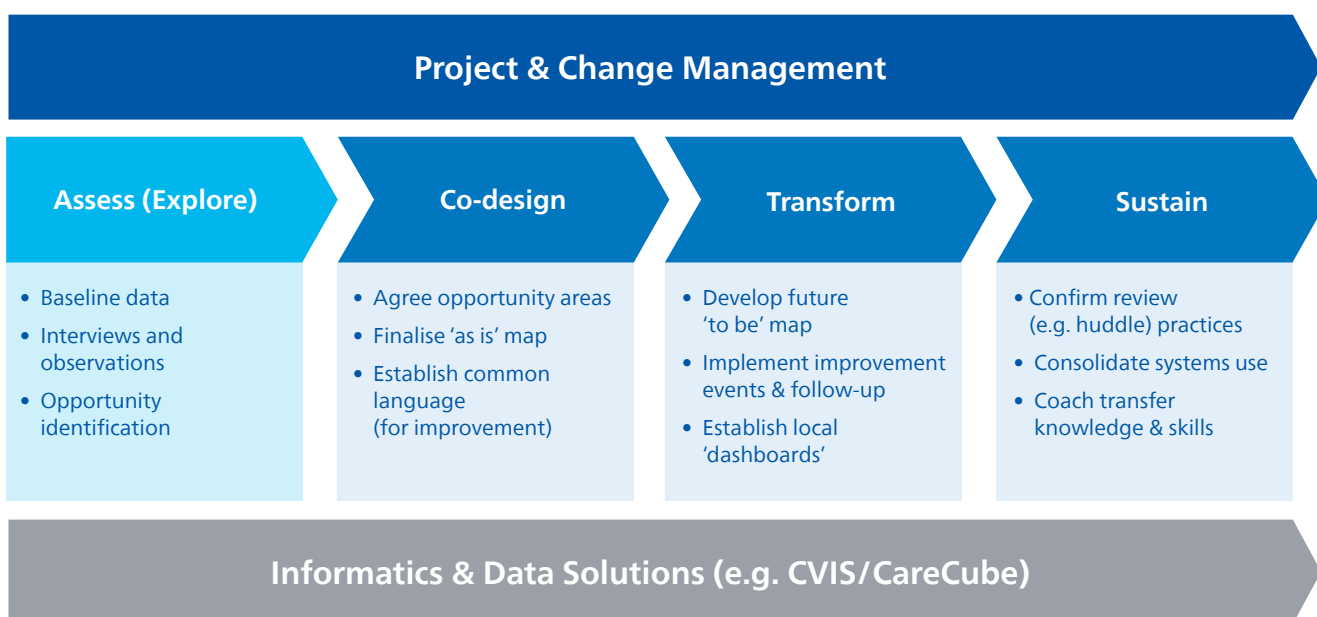 Project & Change Management
Assess (Explore)
• Baseline data
• Interviews and
observations
• Opportunity
identification
Co-design
• Agree opportunity areas
• Finalise ‘as is’ map
• Establish common
language
(for improvement)
Transform
• Develop future
‘to be’ map
• Implement improvement
events & follow-up
• Establish local
‘dashboards’
Sustain
• Confirm review
(e.g. huddle) practices
• Consolidate systems use
• Coach transfer
knowledge & skills
Informatics & Data Solutions (e.g. CVIS/CareCube)